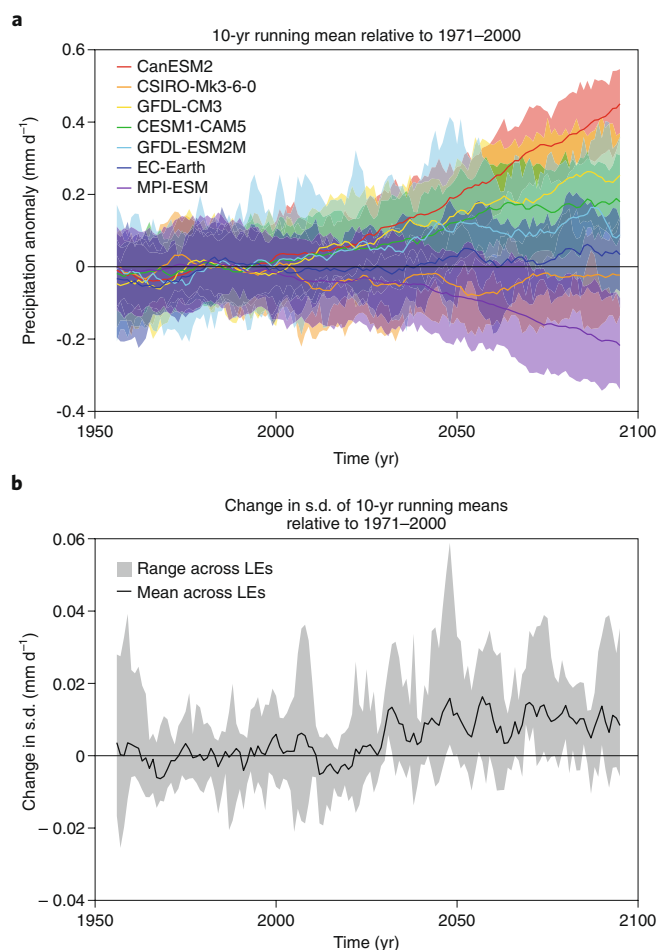 a
10-yr running mean relative to 1971–2000
0.6
0.4
0.2
0
-0.2
-0.4
Precipitation anomaly (mm d⁻¹)
CanESM2
CSIRO-Mk3-6-0
GFDL-CM3
CESM1-CAM5
GFDL-ESM2M
EC-Earth
MPI-ESM
1950
2000
2050
2100
Time (yr)
b
Change in s.d. of 10-yr running means
relative to 1971–2000
0.06
0.04
0.02
0
– 0.02
– 0.04
Change in s.d. (mm d⁻¹)
Range across LEs
Mean across LEs
1950
2000
2050
2100
Time (yr)